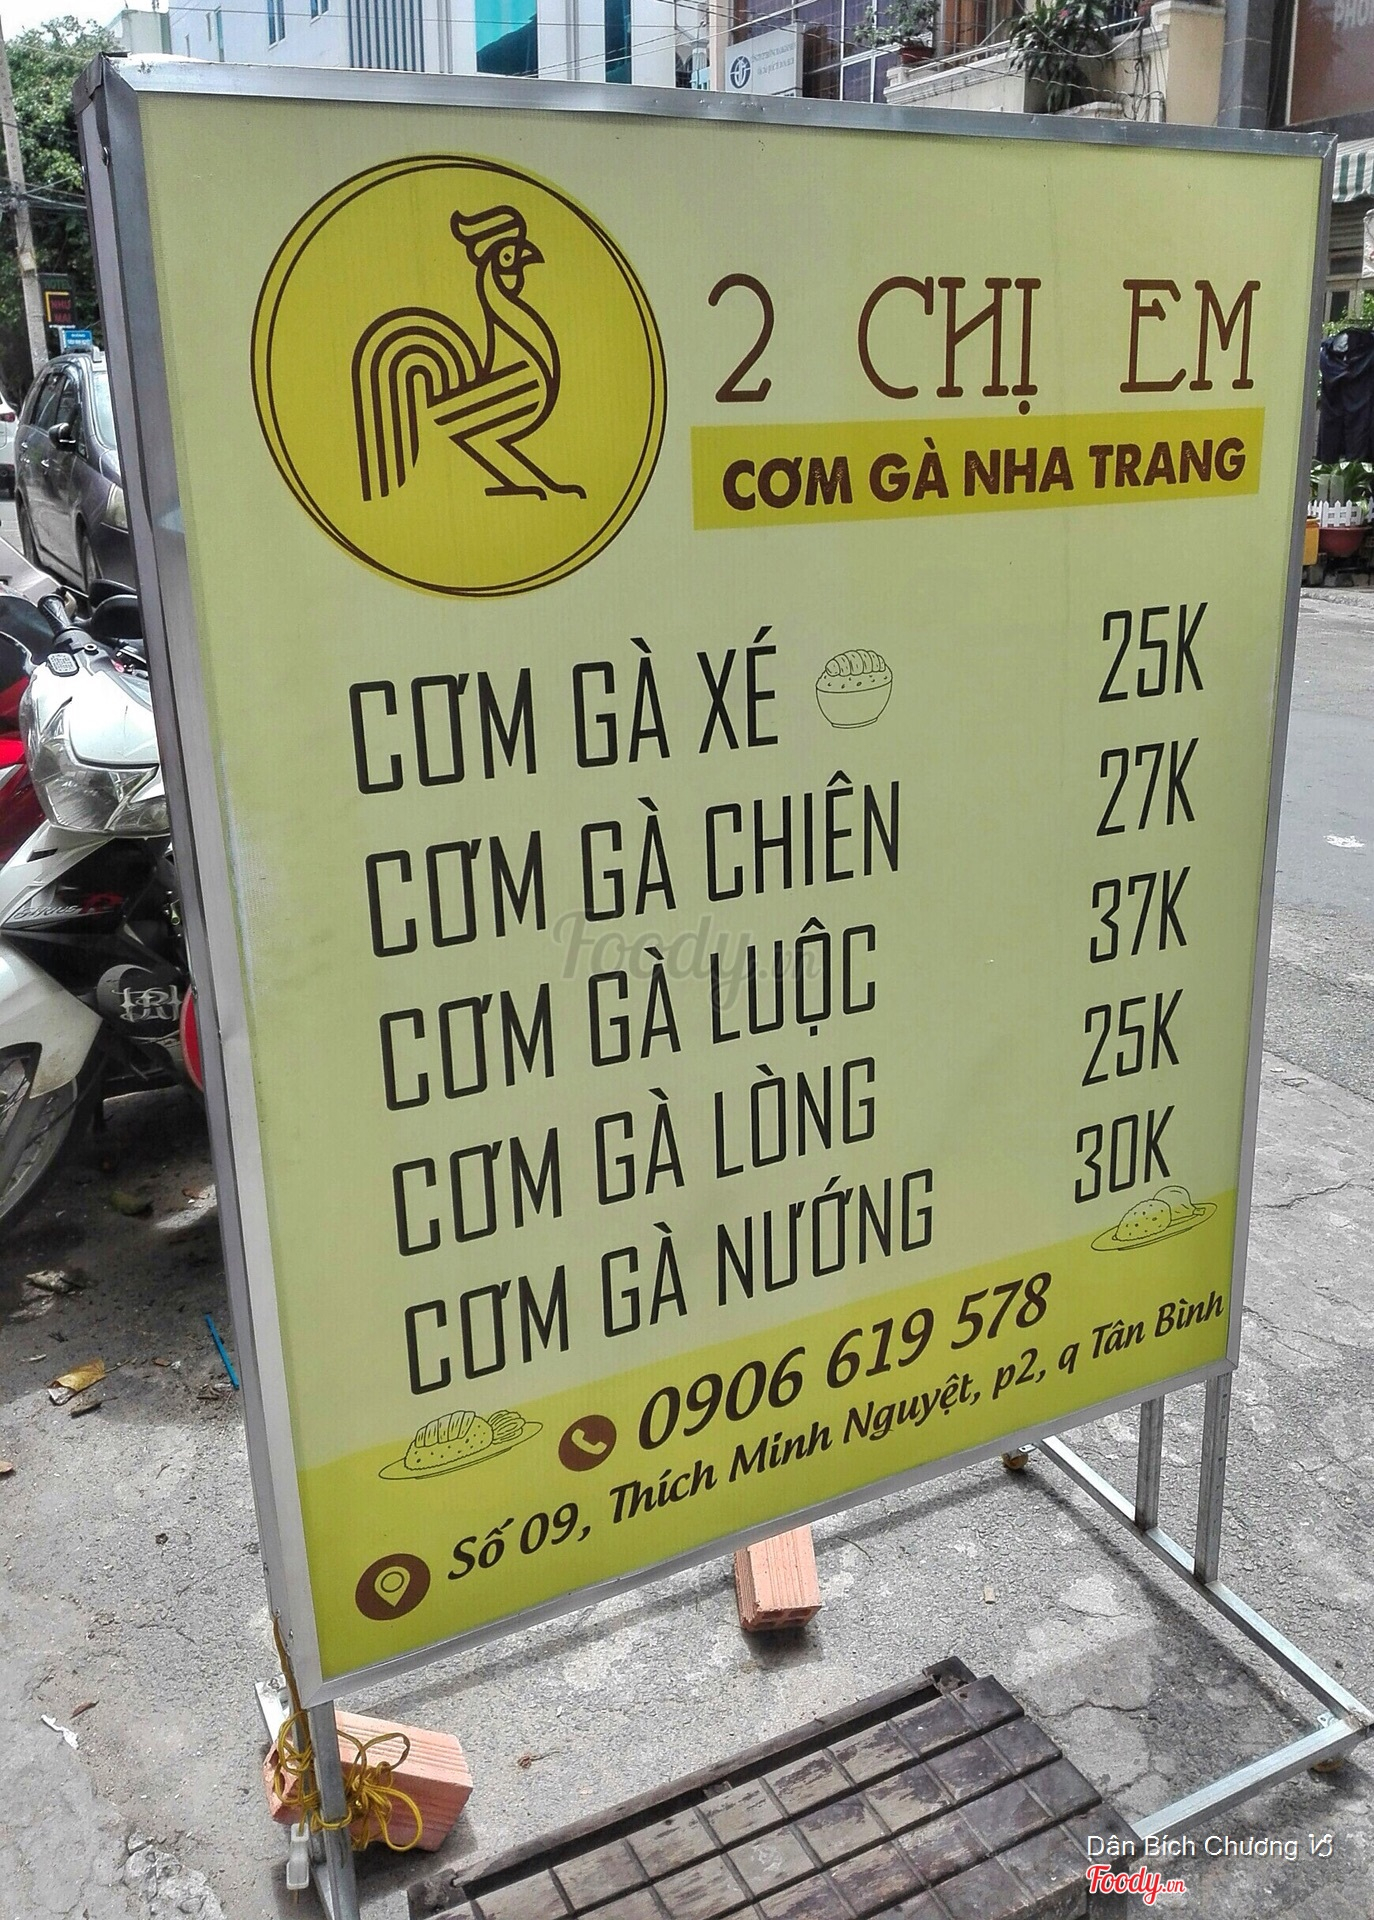 2 CHỊ EM
CƠM GÀ NHA TRANG
CƠM GÀ XÉ 25K
CƠM GÀ CHIÊN 27K
CƠM GÀ LUỘC 37K
CƠM GÀ LÒNG 25K
CƠM GÀ NƯỚNG 30K
0906 619 578
Số 09, Thích Minh Nguyệt, p2, q Tân Bình
Foody.vn
Dân Bích Chương
Foody.vn